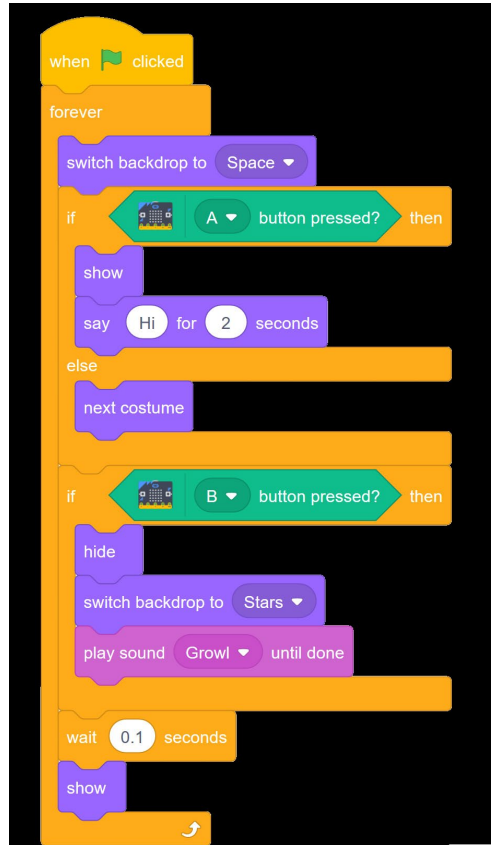 when clicked
forever
switch backdrop to Space
if A button pressed? then
show
say Hi for 2 seconds
else
next costume
if B button pressed? then
hide
switch backdrop to Stars
play sound Growl until done
wait 0.1 seconds
show